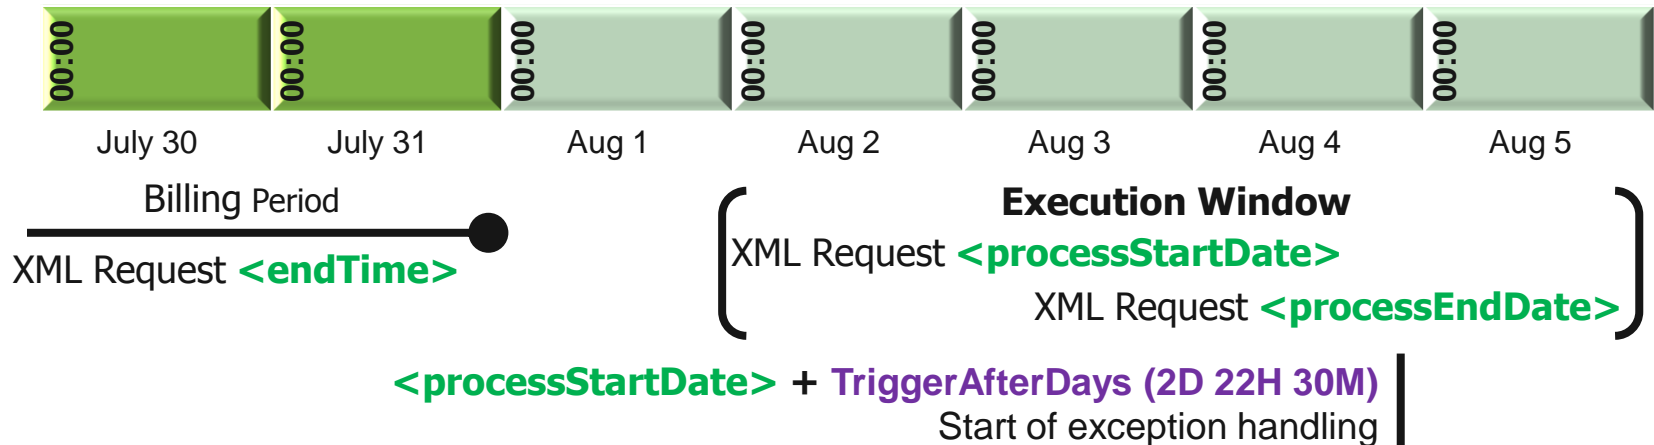 00:00 00:00 00:00 00:00 00:00 00:00 00:00
July 30 July 31 Aug 1 Aug 2 Aug 3 Aug 4 Aug 5
Billing Period
XML Request <endTime>
Execution Window
XML Request <processStartDate>
XML Request <processEndDate>
<processStartDate> + TriggerAfterDays (2D 22H 30M)
Start of exception handling